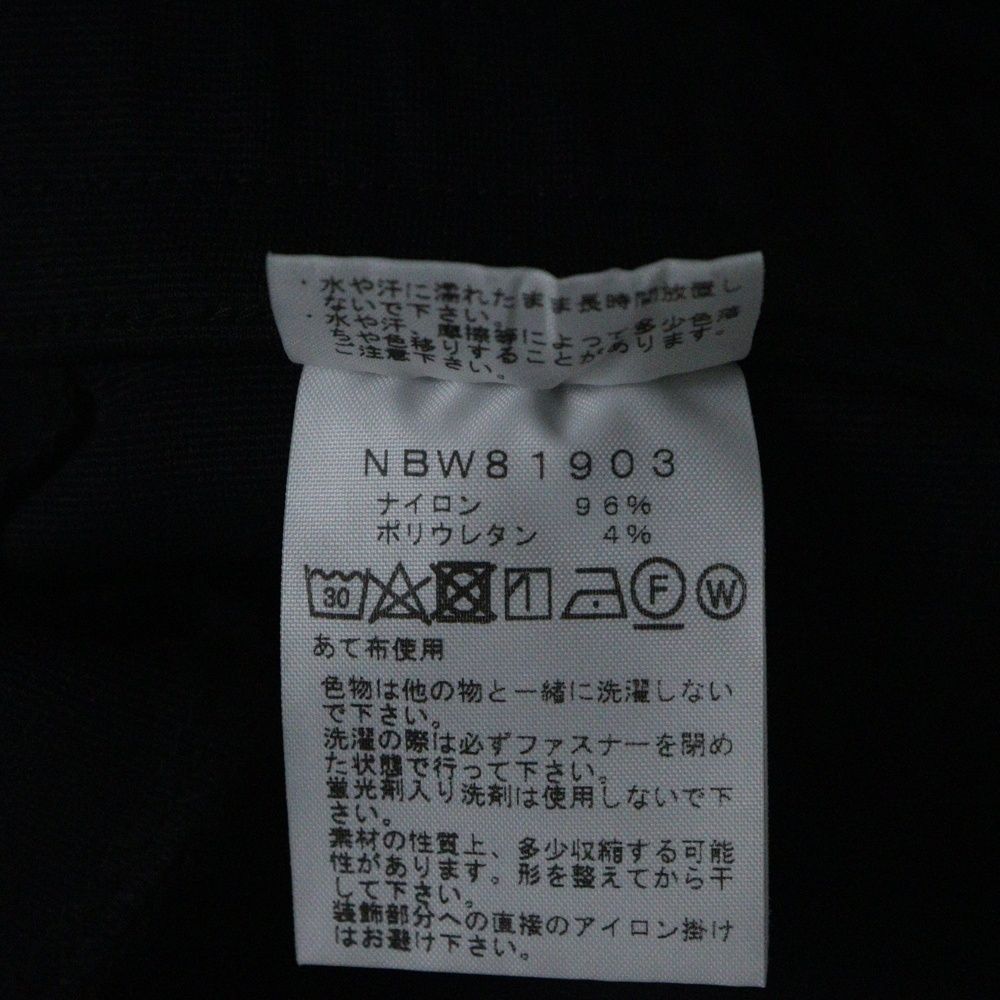 ・水や汗に濡れたまま長時間放置し
ないで下さい。
・水や汗、摩擦等によって多少色落
ちや色移りすることがあります。
ご注意下さい。
NBW81903
ナイロン 96%
ポリウレタン 4%
30 F W
あて布使用
色物は他の物と一緒に洗濯しない
で下さい。
洗濯の際は必ずファスナーを閉め
た状態で行って下さい。
蛍光剤入り洗剤は使用しないで下
さい。
素材の性質上、多少収縮する可能
性があります。形を整えてから干
して下さい。
装飾部分への直接のアイロン掛け
はお避け下さい。